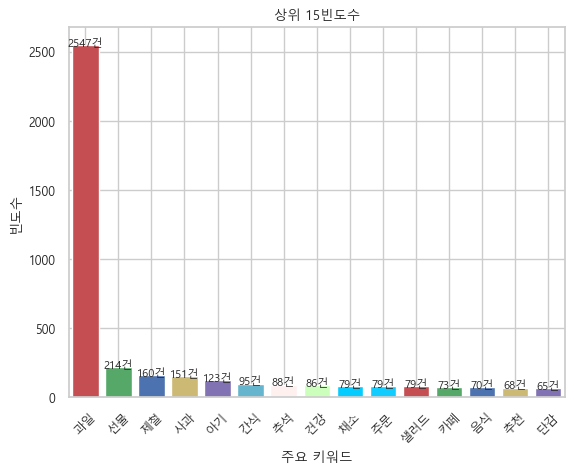 상위 15빈도수
빈도수
2500
2000
1500
1000
500
0
2547건
214건
160건
151건
123건
95건
88건
86건
79건
79건
79건
73건
70건
68건
65건
과일
선물
제철
사과
아기
간식
추석
건강
채소
주문
샐러드
카페
음식
추천
단감
주요 키워드